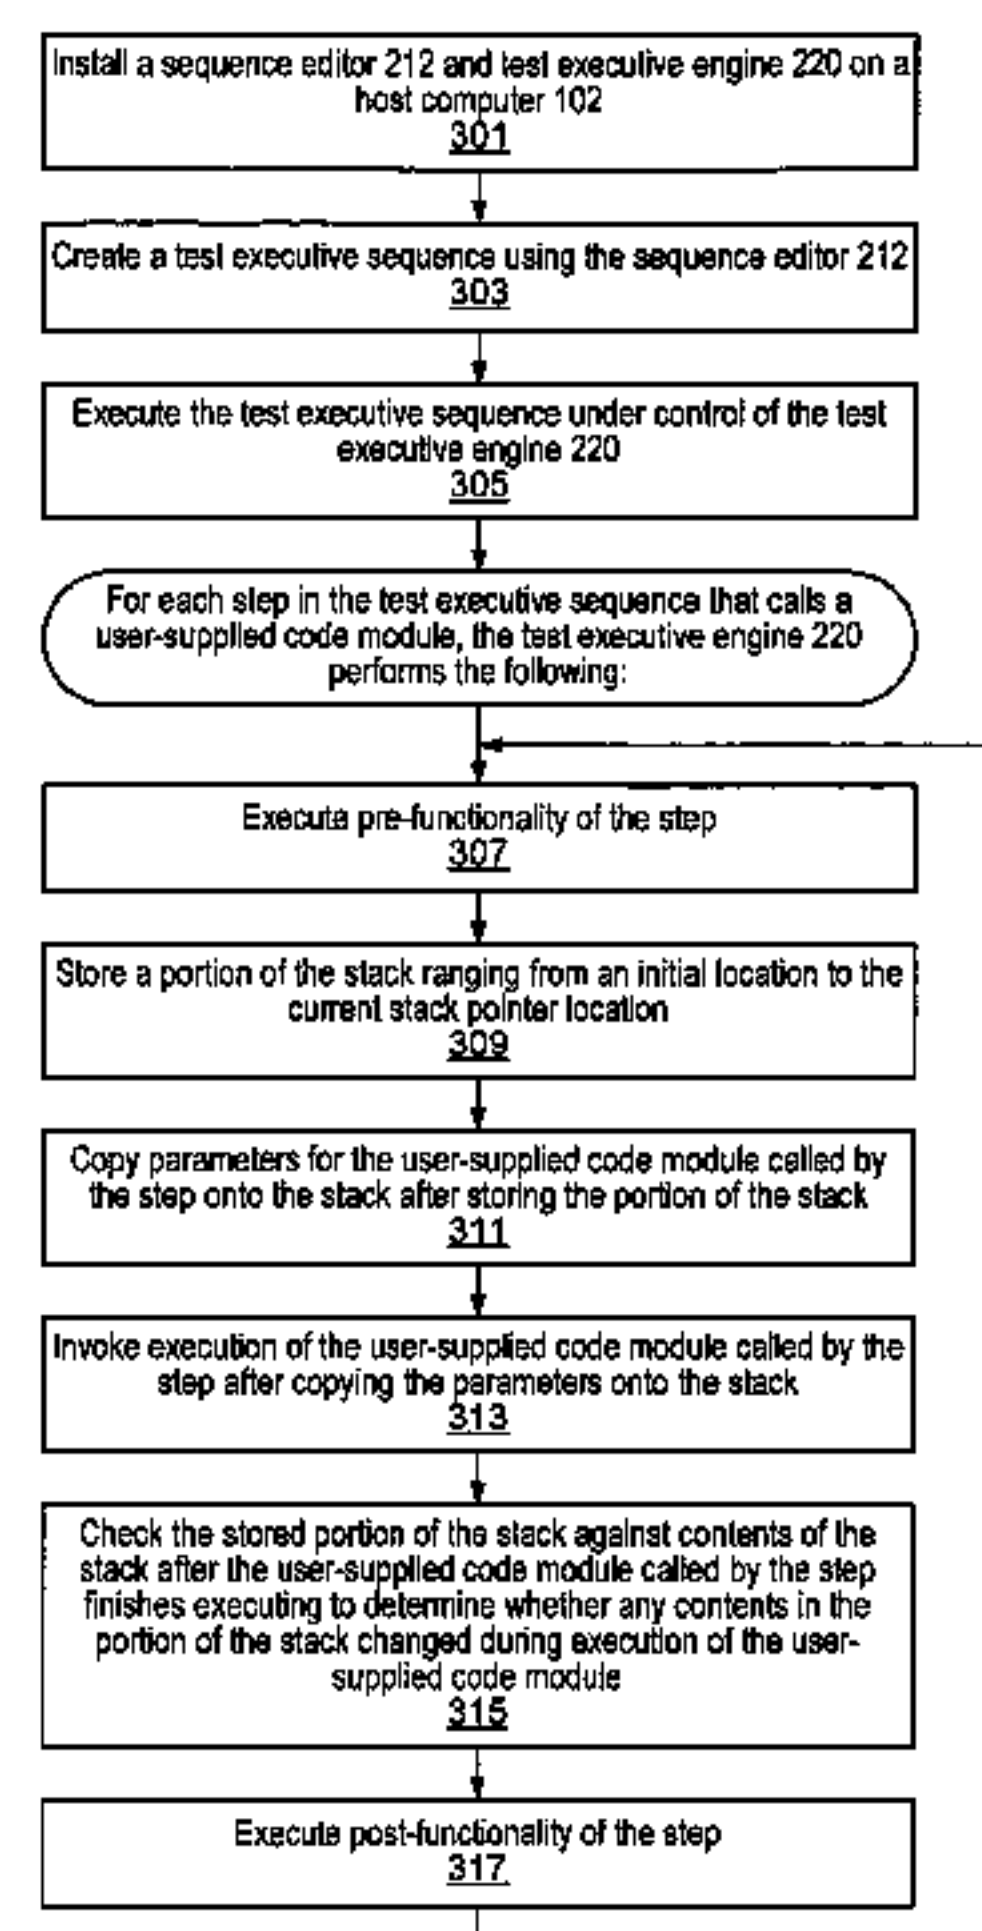 Install a sequence editor 212 and test executive engine 220 on a
host computer 102
301
Create a test executive sequence using the sequence editor 212
303
Execute the test executive sequence under control of the test
executive engine 220
305
For each step in the test executive sequence that calls a
user-supplied code module, the test executive engine 220
performs the following:
Execute pre-functionality of the step
307
Store a portion of the stack ranging from an initial location to the
current stack pointer location
309
Copy parameters for the user-supplied code module called by
the step onto the stack after storing the portion of the stack
311
Invoke execution of the user-supplied code module called by the
step after copying the parameters onto the stack
313
Check the stored portion of the stack against contents of the
stack after the user-supplied code module called by the step
finishes executing to determine whether any contents in the
portion of the stack changed during execution of the user-
supplied code module
315
Execute post-functionality of the step
317